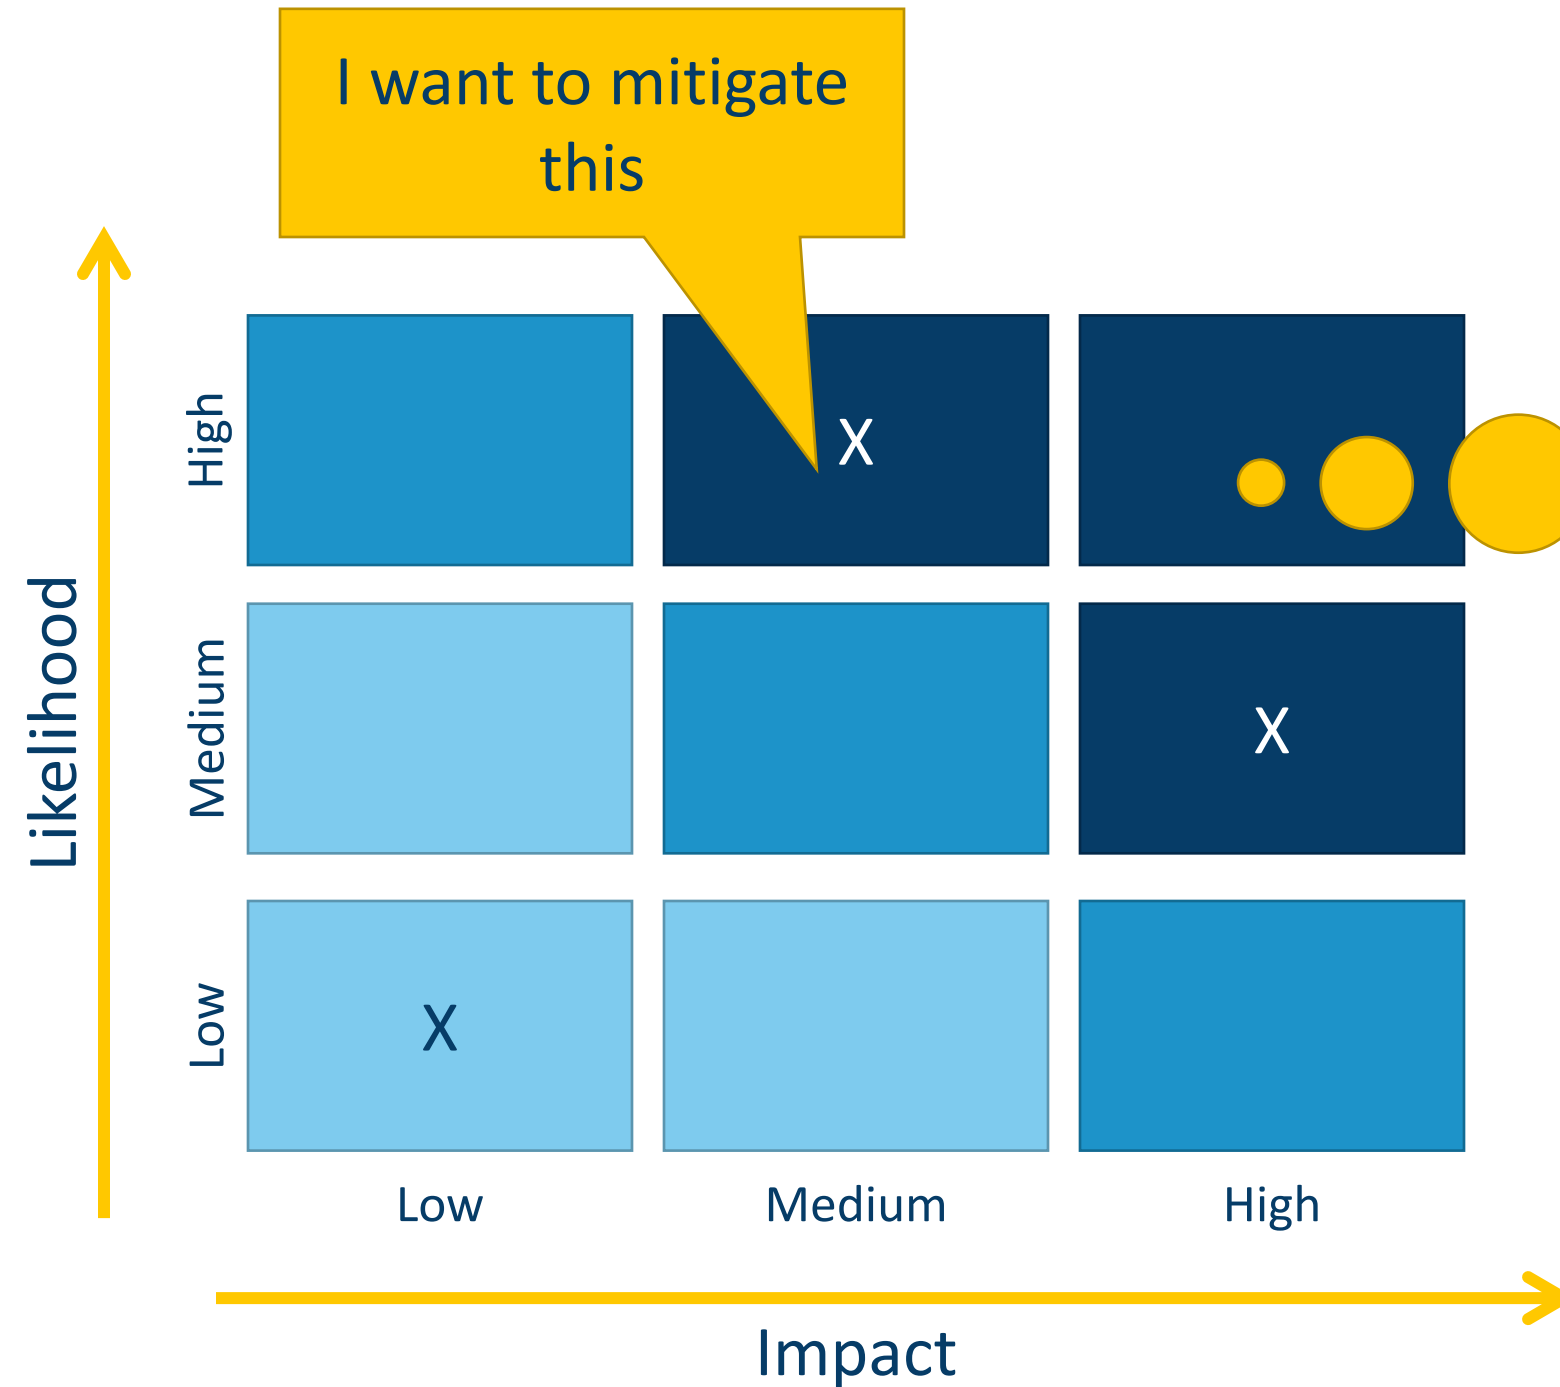 I want to mitigate
this
Likelihood
High
X
Medium
X
Low
X
Low
Medium
High
Impact